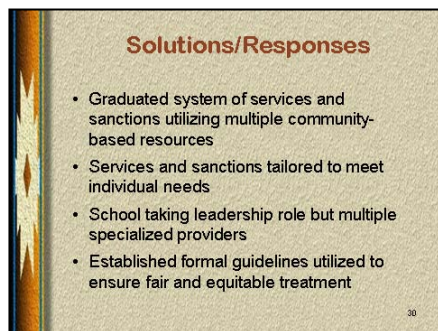 Solutions/Responses
• Graduated system of services and
sanctions utilizing multiple community-
based resources
• Services and sanctions tailored to meet
individual needs
• School taking leadership role but multiple
specialized providers
• Established formal guidelines utilized to
ensure fair and equitable treatment
30